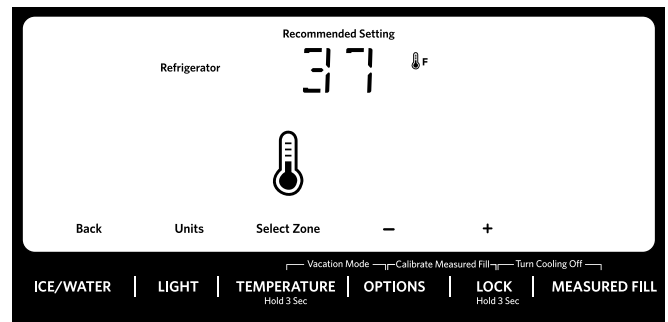 Recommended Setting
Refrigerator 37 F
Back Units Select Zone – +
Vacation Mode Calibrate Measured Fill Turn Cooling Off
ICE/WATER LIGHT TEMPERATURE OPTIONS LOCK MEASURED FILL
Hold 3 Sec Hold 3 Sec